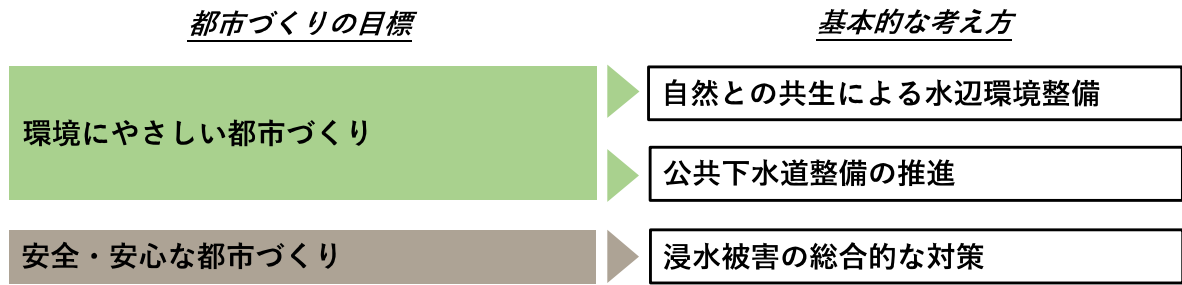 都市づくりの目標
基本的な考え方
環境にやさしい都市づくり
自然との共生による水辺環境整備
公共下水道整備の推進
安全・安心な都市づくり
浸水被害の総合的な対策